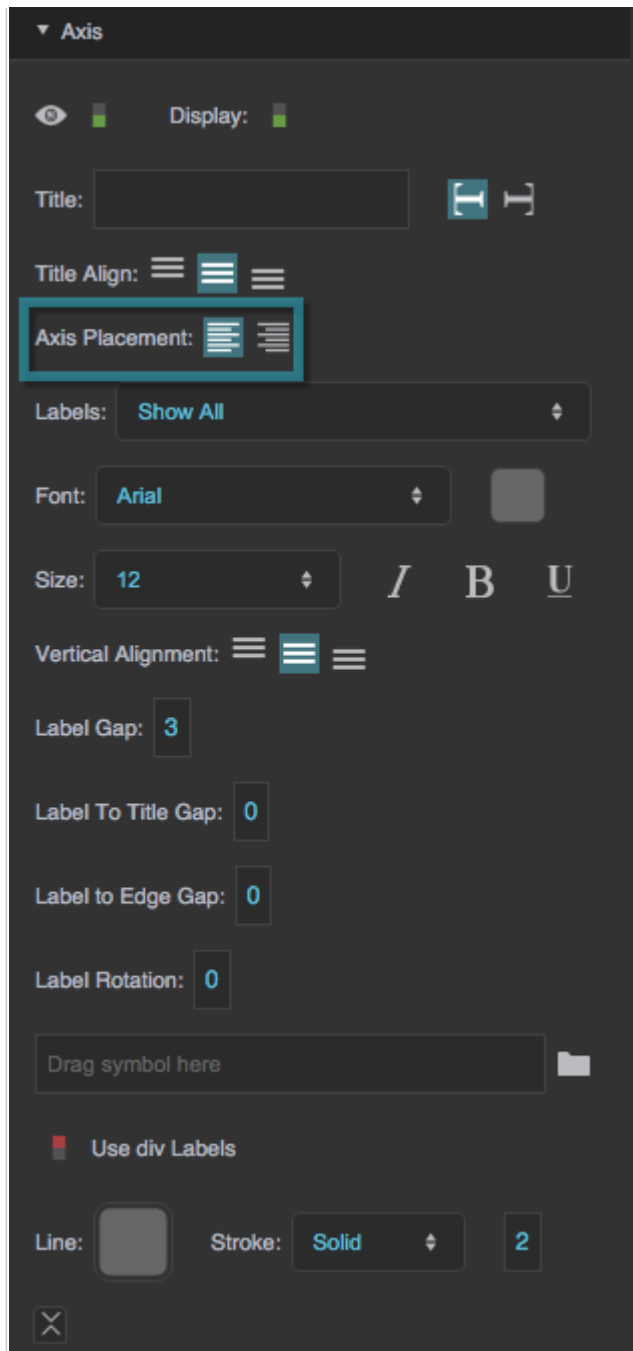 Axis
Display:
Title:
Title Align:
Axis Placement:
Labels: Show All
Font: Arial
Size: 12 I B U
Vertical Alignment:
Label Gap: 3
Label To Title Gap: 0
Label to Edge Gap: 0
Label Rotation: 0
Drag symbol here
Use div Labels
Line: Stroke: Solid 2